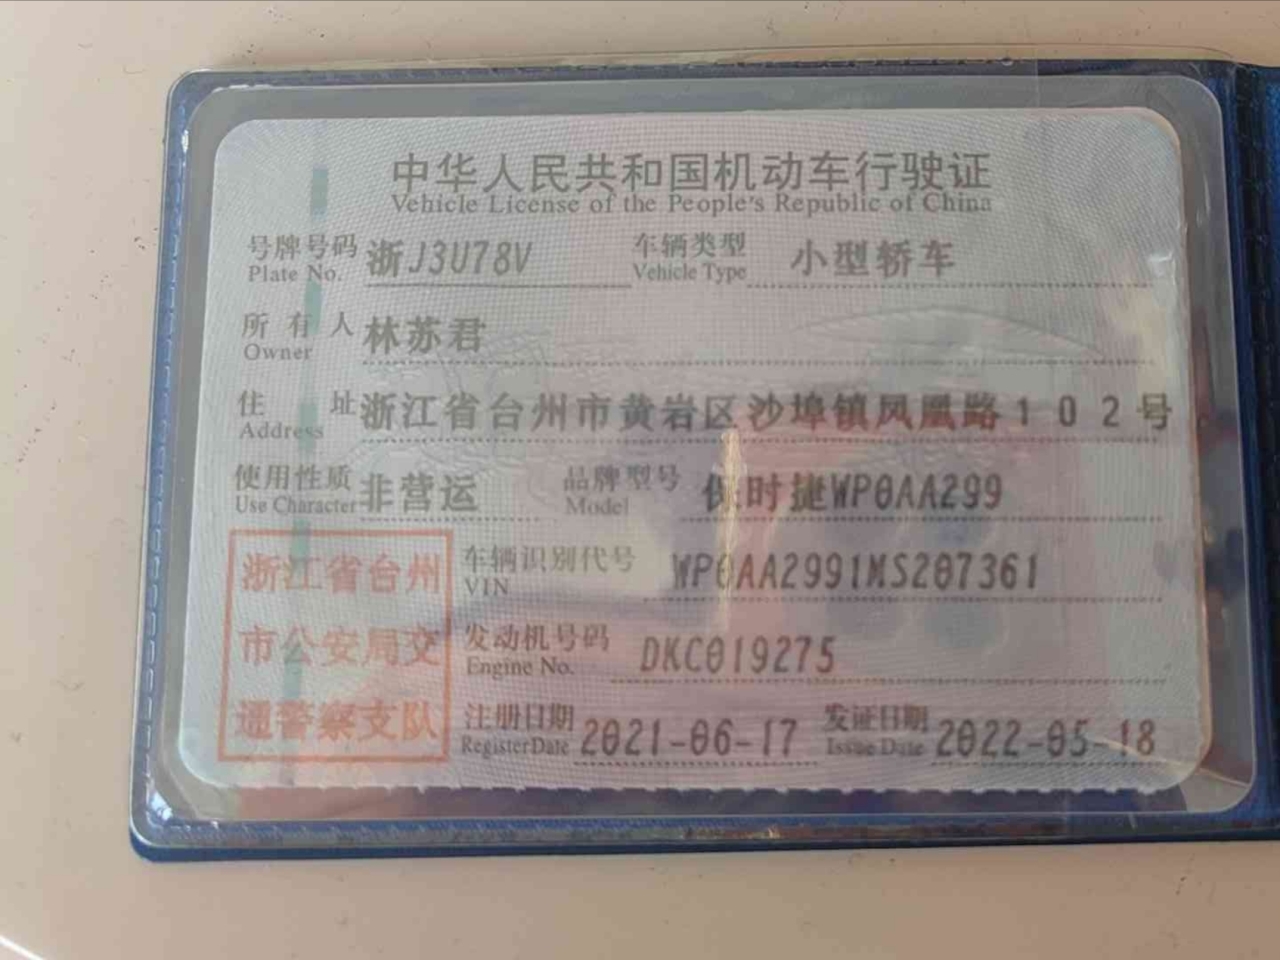 中华人民共和国机动车行驶证
Vehicle License of the People's Republic of China
号牌号码 浙J3U78V 车辆类型 小型轿车
Plate No. Vehicle Type
所有人 林苏君
Owner
住址 浙江省台州市黄岩区沙埠镇凤凰路102号
Address
使用性质 非营运 品牌型号 保时捷WP0AA299
Use Character Model
浙江省台州 车辆识别代号 WP0AA2991MS207361
VIN
市公安局交 发动机号码 DKC019275
Engine No.
通警察支队 注册日期 2021-06-17 发证日期 2022-05-18
Register Date Issue Date